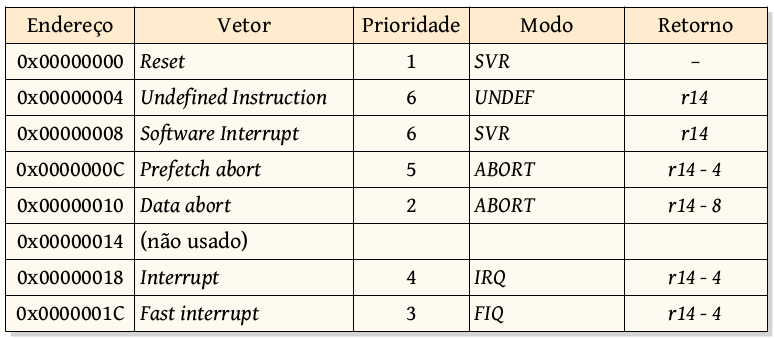 Endereço Vetor Prioridade Modo Retorno
0x00000000 Reset 1 SVR –
0x00000004 Undefined Instruction 6 UNDEF r14
0x00000008 Software Interrupt 6 SVR r14
0x0000000C Prefetch abort 5 ABORT r14 - 4
0x00000010 Data abort 2 ABORT r14 - 8
0x00000014 (não usado)
0x00000018 Interrupt 4 IRQ r14 - 4
0x0000001C Fast interrupt 3 FIQ r14 - 4